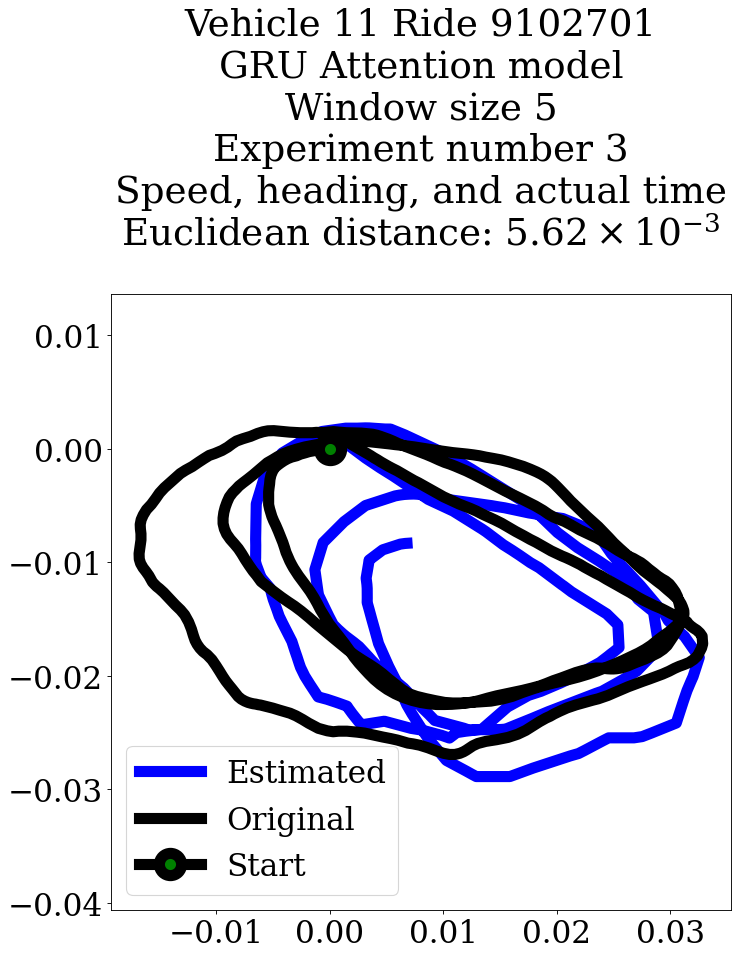 Vehicle 11 Ride 9102701
GRU Attention model
Window size 5
Experiment number 3
Speed, heading, and actual time
Euclidean distance: 5.62 × 10⁻³
0.01
0.00
−0.01
−0.02
−0.03
−0.04
Estimated
Original
Start
−0.01 0.00 0.01 0.02 0.03